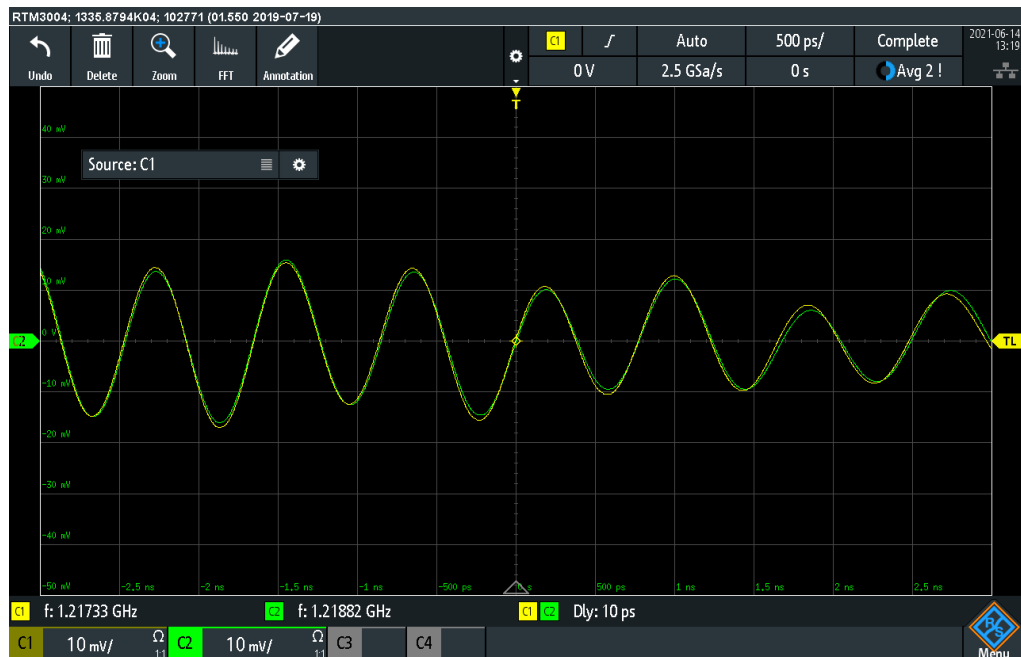 RTM3004; 1335.8794K04; 102771 (01.550 2019-07-19)
Undo Delete Zoom FFT Annotation
C1 Auto 500 ps/ Complete
0 V 2.5 GSa/s 0 s Avg 2 !
2021-06-14
13:19
T
40 mV
Source: C1
30 mV
20 mV
0 mV
C2 0 V TL
-10 mV
-20 mV
-30 mV
-40 mV
-50 mV -2,5 ns -2 ns -1,5 ns -1 ns -500 ps 0 s 500 ps 1 ns 1,5 ns 2 ns 2,5 ns
C1 f: 1.21733 GHz C2 f: 1.21882 GHz C1 C2 Dly: 10 ps
C1 10 mV/ Ω 1:1 C2 10 mV/ Ω 1:1 C3 C4
R&S
Menu